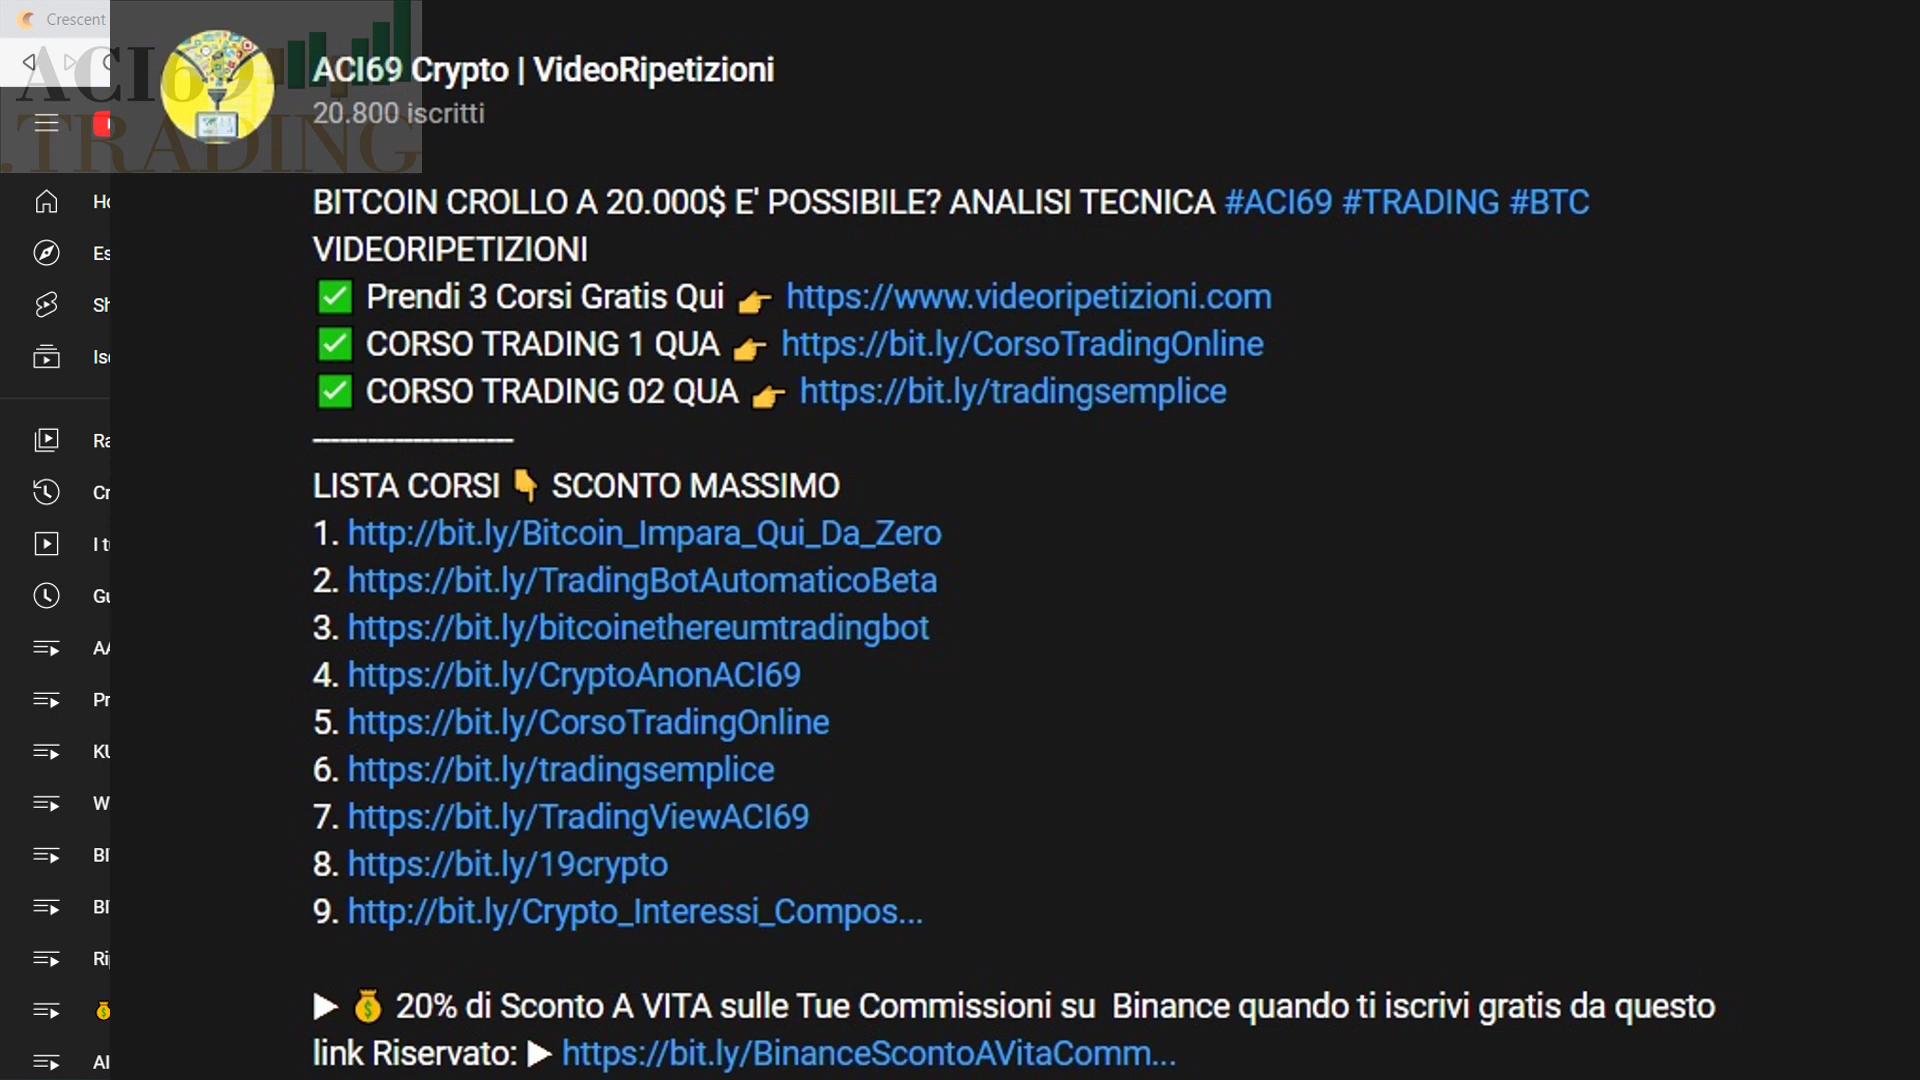 Crescent
ACI69
.TRADING
ACI69 Crypto | VideoRipetizioni
20.800 iscritti
BITCOIN CROLLO A 20.000$ E' POSSIBILE? ANALISI TECNICA #ACI69 #TRADING #BTC
VIDEORIPETIZIONI
✅ Prendi 3 Corsi Gratis Qui 👉 https://www.videoripetizioni.com
✅ CORSO TRADING 1 QUA 👉 https://bit.ly/CorsoTradingOnline
✅ CORSO TRADING 02 QUA 👉 https://bit.ly/tradingsemplice
----------------------
LISTA CORSI 👇 SCONTO MASSIMO
1. http://bit.ly/Bitcoin_Impara_Qui_Da_Zero
2. https://bit.ly/TradingBotAutomaticoBeta
3. https://bit.ly/bitcoinethereumtradingbot
4. https://bit.ly/CryptoAnonACI69
5. https://bit.ly/CorsoTradingOnline
6. https://bit.ly/tradingsemplice
7. https://bit.ly/TradingViewACI69
8. https://bit.ly/19crypto
9. http://bit.ly/Crypto_Interessi_Compos...
▶ 💰 20% di Sconto A VITA sulle Tue Commissioni su Binance quando ti iscrivi gratis da questo
link Riservato: ▶ https://bit.ly/BinanceScontoAVitaComm...